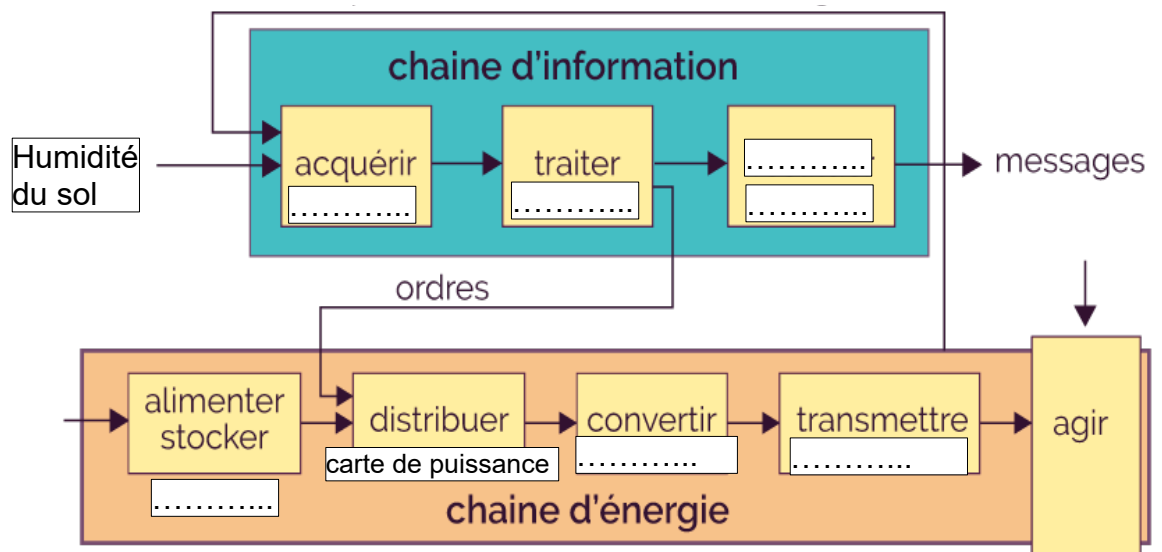 chaine d'information
Humidité
du sol
acquérir
............
traiter
............
............
............
messages
ordres
alimenter
stocker
............
distribuer
carte de puissance
convertir
............
transmettre
............
agir
chaine d'énergie